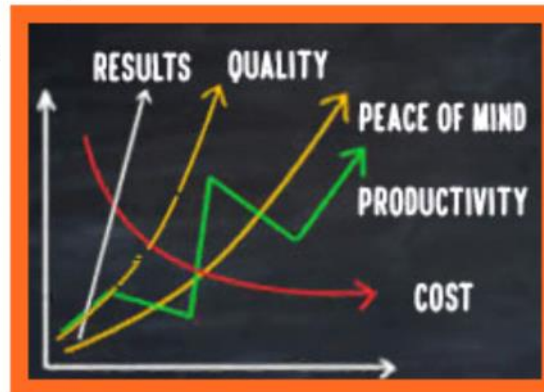 RESULTS
QUALITY
PEACE OF MIND
PRODUCTIVITY
COST